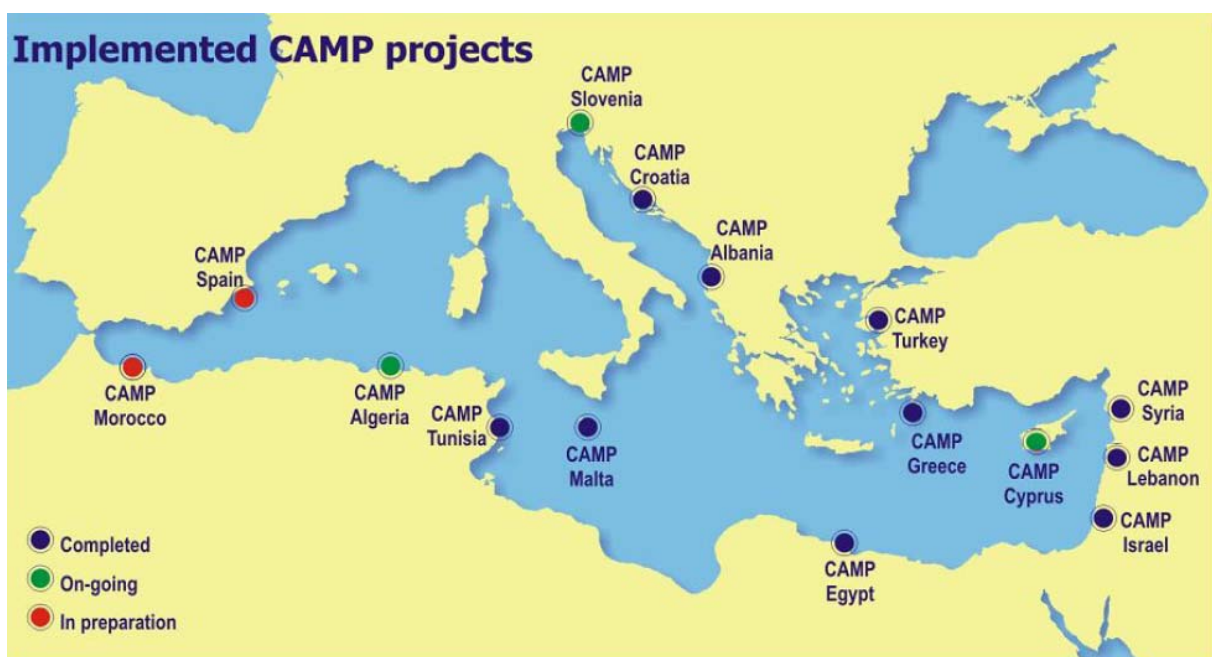 Implemented CAMP projects
CAMP
Slovenia
CAMP
Croatia
CAMP
Albania
CAMP
Spain
CAMP
Turkey
CAMP
Morocco
CAMP
Algeria
CAMP
Tunisia
CAMP
Malta
CAMP
Greece
CAMP
Cyprus
CAMP
Syria
CAMP
Lebanon
CAMP
Israel
CAMP
Egypt
Completed
On-going
In preparation